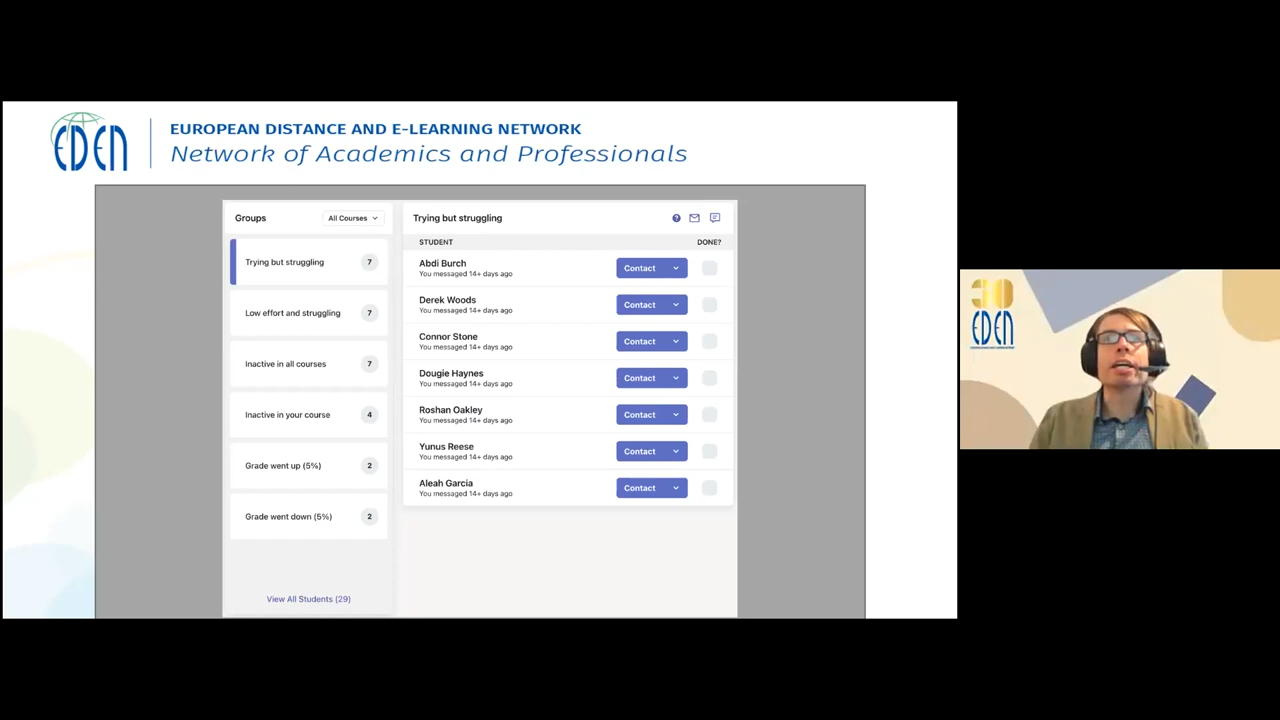 EDEN
EUROPEAN DISTANCE AND E-LEARNING NETWORK
Network of Academics and Professionals
Groups
All Courses
Trying but struggling
7
Low effort and struggling
7
Inactive in all courses
7
Inactive in your course
4
Grade went up (5%)
2
Grade went down (5%)
2
View All Students (29)
Trying but struggling
?
STUDENT
DONE?
Abdi Burch
Contact
You messaged 14+ days ago
Derek Woods
Contact
You messaged 14+ days ago
Connor Stone
Contact
You messaged 14+ days ago
Dougie Haynes
Contact
You messaged 14+ days ago
Roshan Oakley
Contact
You messaged 14+ days ago
Yunus Reese
Contact
You messaged 14+ days ago
Aleah Garcia
Contact
You messaged 14+ days ago
30
EDEN